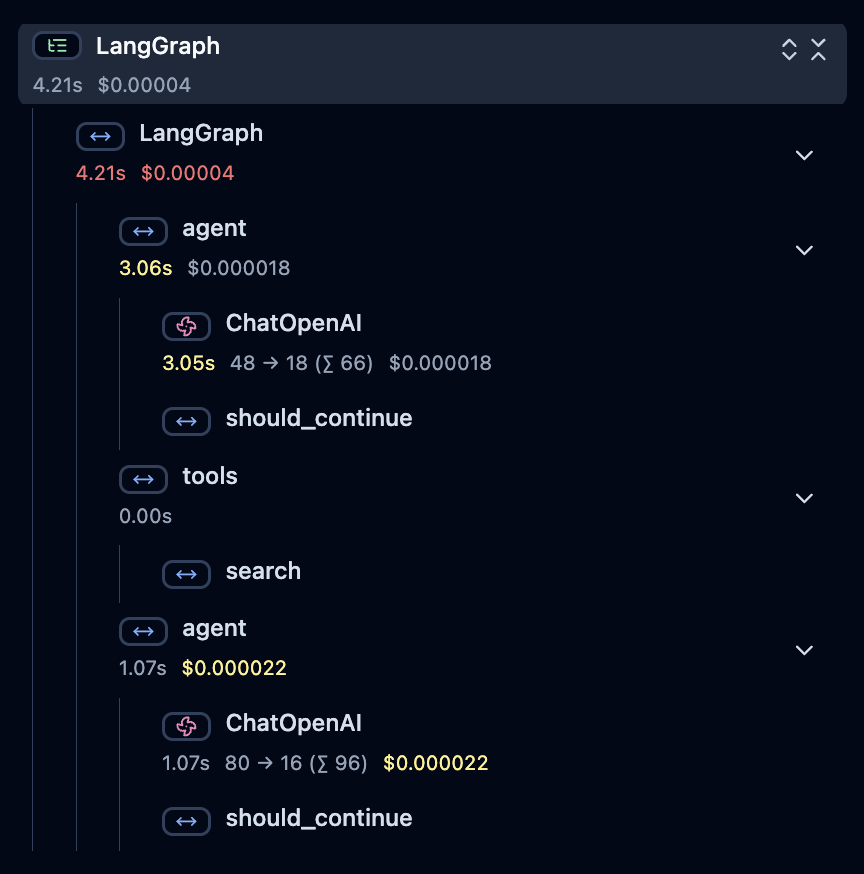 LangGraph
4.21s $0.00004
LangGraph
4.21s $0.00004
agent
3.06s $0.000018
ChatOpenAI
3.05s 48 → 18 (∑ 66) $0.000018
should_continue
tools
0.00s
search
agent
1.07s $0.000022
ChatOpenAI
1.07s 80 → 16 (∑ 96) $0.000022
should_continue